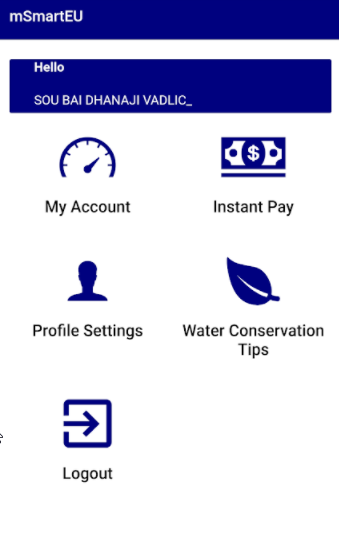 mSmartEU
Hello
SOU BAI DHANAJI VADLIC_
My Account
Instant Pay
Profile Settings
Water Conservation
Tips
Logout